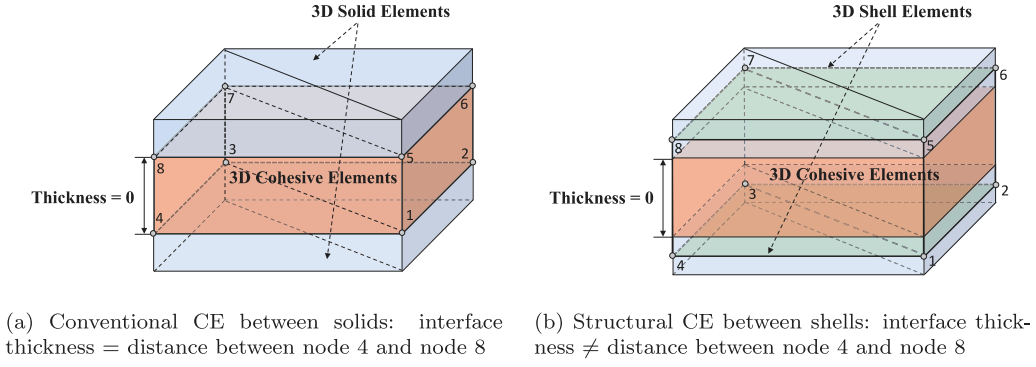 3D Solid Elements
7
6
3
2
8
5
3D Cohesive Elements
Thickness = 0
4
1
3D Shell Elements
7
6
5
8
3D Cohesive Elements
Thickness = 0
3
2
4
1
(a) Conventional CE between solids: interface
thickness = distance between node 4 and node 8
(b) Structural CE between shells: interface thick-
ness ≠ distance between node 4 and node 8